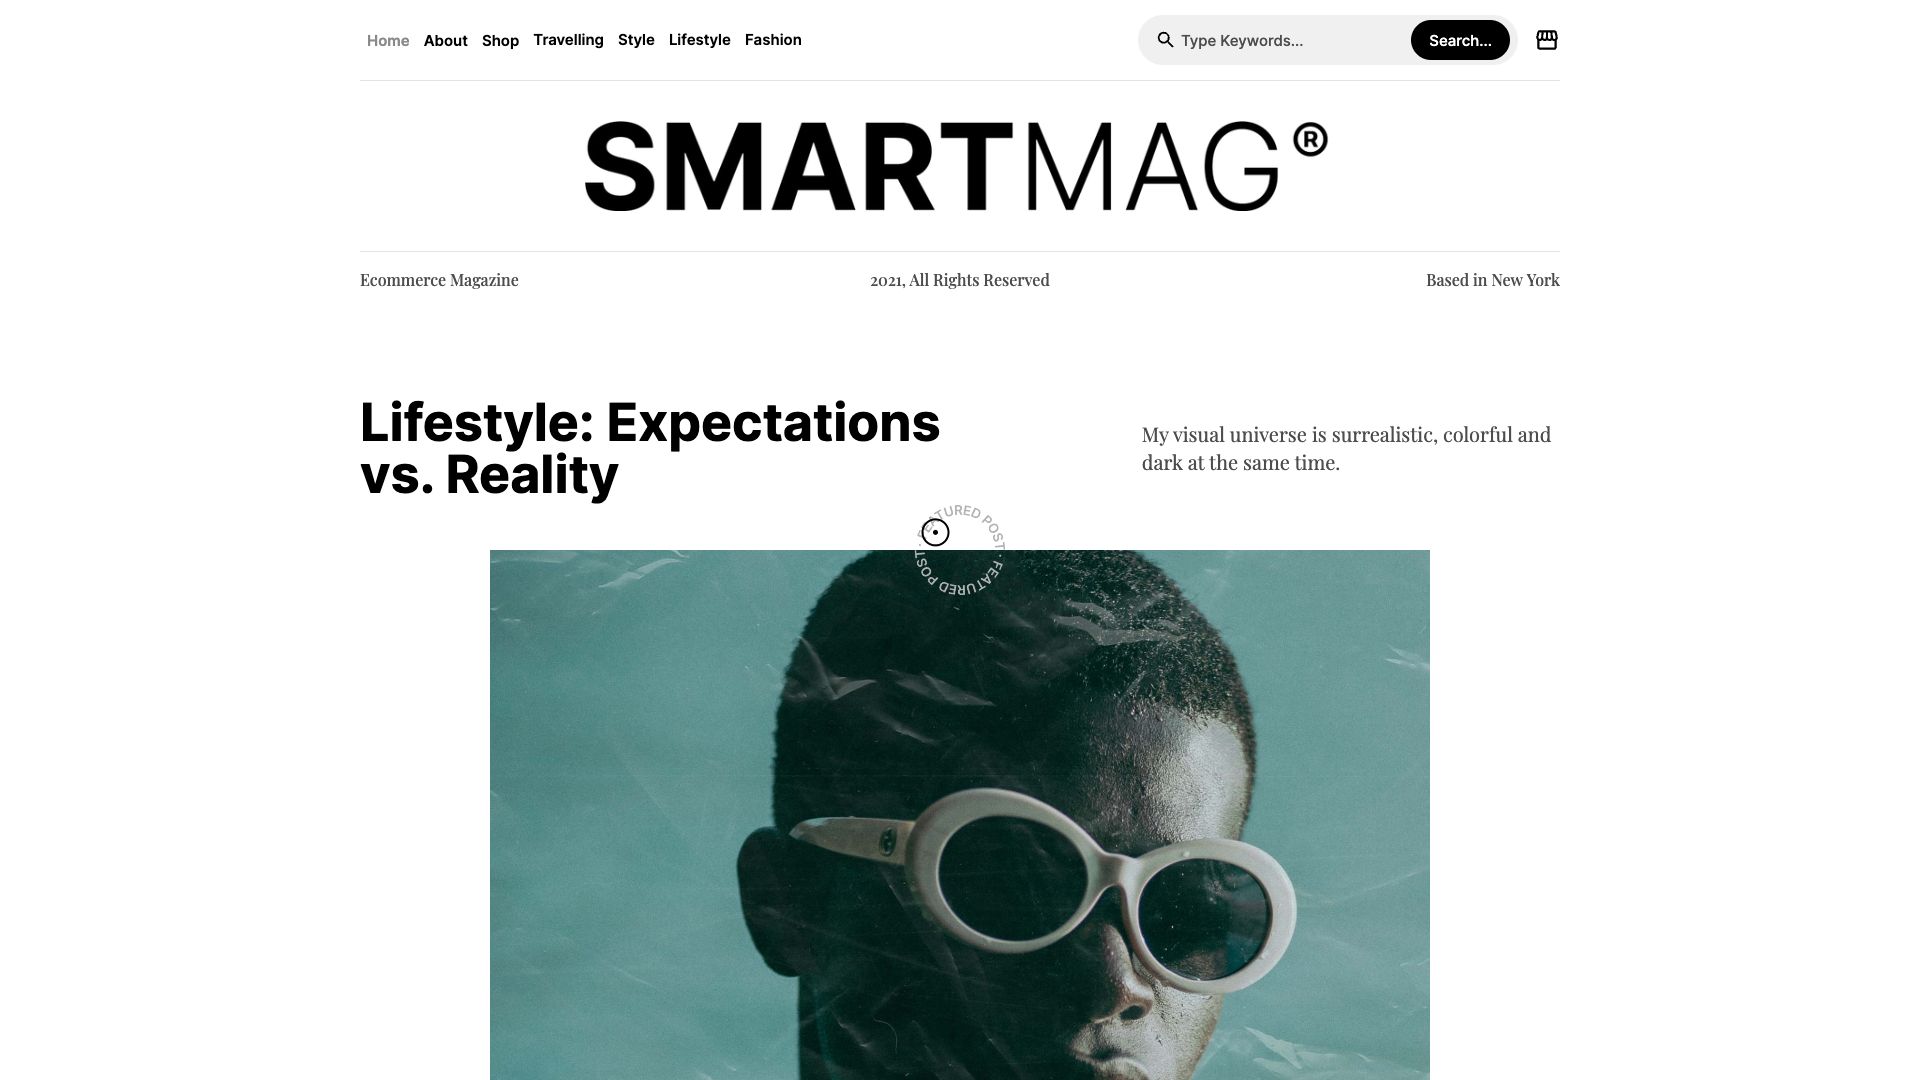 Home About Shop Travelling Style Lifestyle Fashion
Type Keywords...
Search...
SMARTMAG®
Ecommerce Magazine
2021, All Rights Reserved
Based in New York
Lifestyle: Expectations
vs. Reality
My visual universe is surrealistic, colorful and
dark at the same time.
FEATURED POST · FEATURED POST ·